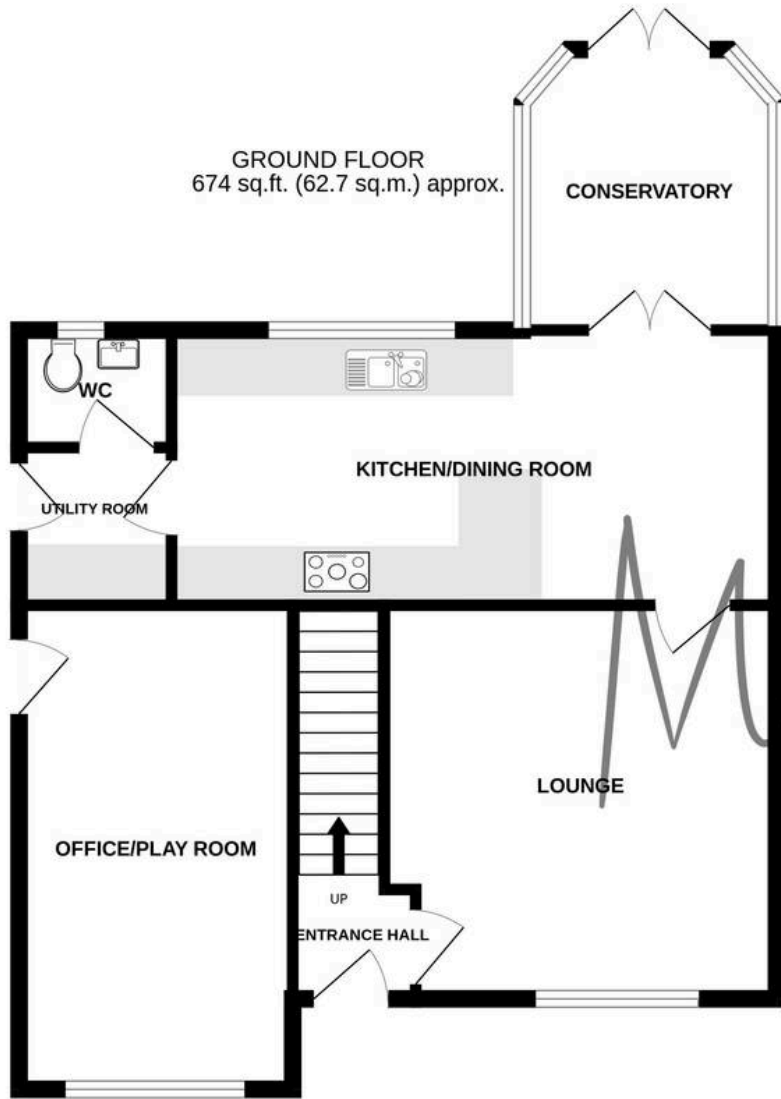 GROUND FLOOR
674 sq.ft. (62.7 sq.m.) approx.
CONSERVATORY
WC
KITCHEN/DINING ROOM
UTILITY ROOM
LOUNGE
OFFICE/PLAY ROOM
UP
ENTRANCE HALL